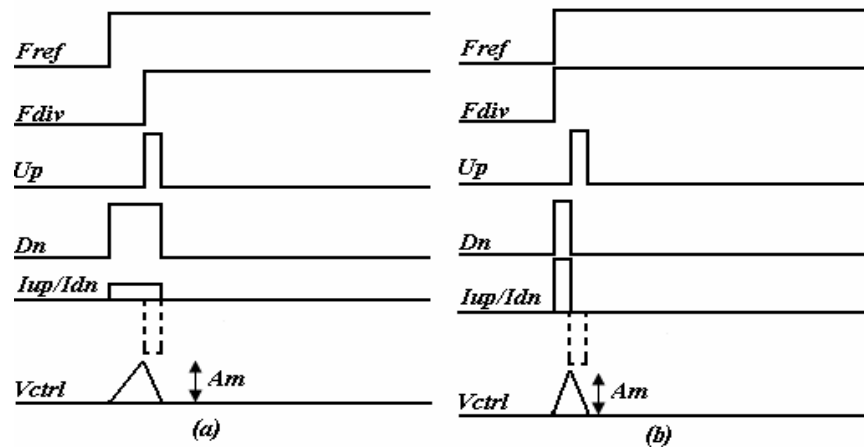 Fref
Fdiv
Up
Dn
Iup/Idn
Vctrl
Am
(a)
Fref
Fdiv
Up
Dn
Iup/Idn
Vctrl
Am
(b)